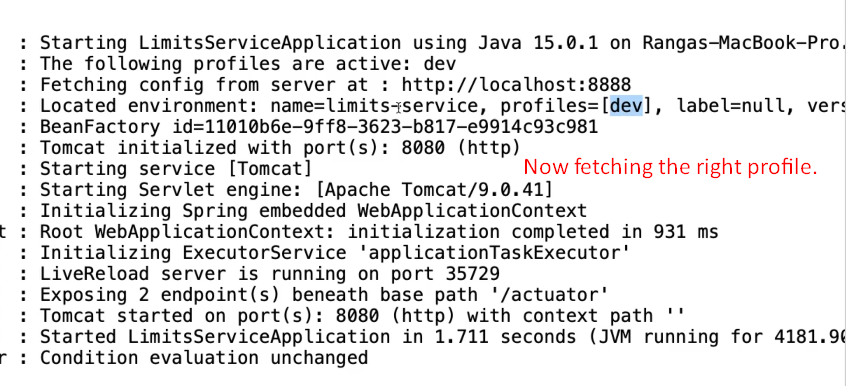 : Starting LimitsServiceApplication using Java 15.0.1 on Rangas-MacBook-Pro.
: The following profiles are active: dev
: Fetching config from server at : http://localhost:8888
: Located environment: name=limits-service, profiles=[dev], label=null, vers
: BeanFactory id=11010b6e-9ff8-3623-b817-e9914c93c981
: Tomcat initialized with port(s): 8080 (http)
: Starting service [Tomcat]
Now fetching the right profile.
: Starting Servlet engine: [Apache Tomcat/9.0.41]
: Initializing Spring embedded WebApplicationContext
t : Root WebApplicationContext: initialization completed in 931 ms
: Initializing ExecutorService 'applicationTaskExecutor'
: LiveReload server is running on port 35729
: Exposing 2 endpoint(s) beneath base path '/actuator'
: Tomcat started on port(s): 8080 (http) with context path ''
: Started LimitsServiceApplication in 1.711 seconds (JVM running for 4181.90
r : Condition evaluation unchanged